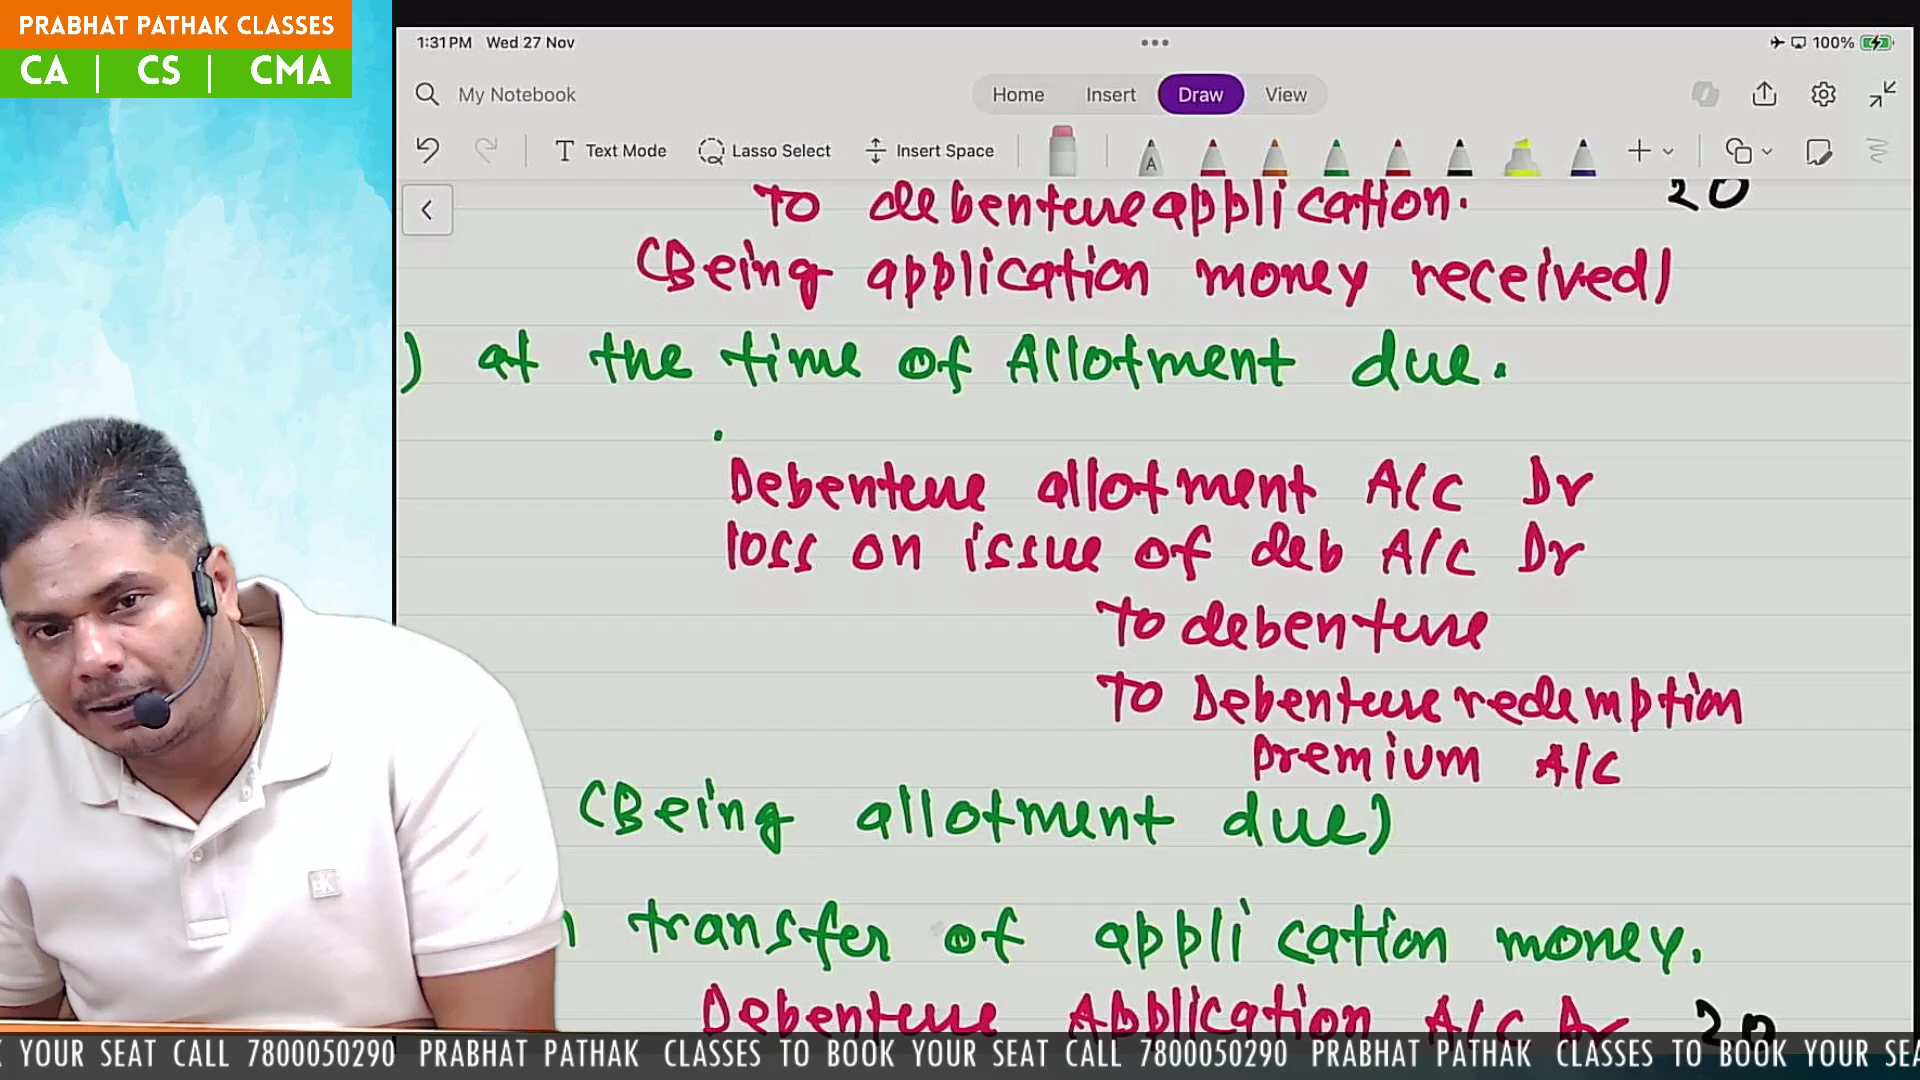 PRABHAT PATHAK CLASSES
CA | CS | CMA
1:31 PM Wed 27 Nov
100%
My Notebook
Home Insert Draw View
Text Mode Lasso Select Insert Space
A
To debenture application. 20
(Being application money received)
) at the time of Allotment due.
Debenture allotment A/c Dr
loss on issue of deb A/c Dr
To debenture
To Debenture redemption
premium A/c
(Being allotment due)
) transfer of application money.
Debenture Application A/c Dr 20
YOUR SEAT CALL 7800050290 PRABHAT PATHAK CLASSES TO BOOK YOUR SEAT CALL 7800050290 PRABHAT PATHAK CLASSES TO BOOK YOUR SEA